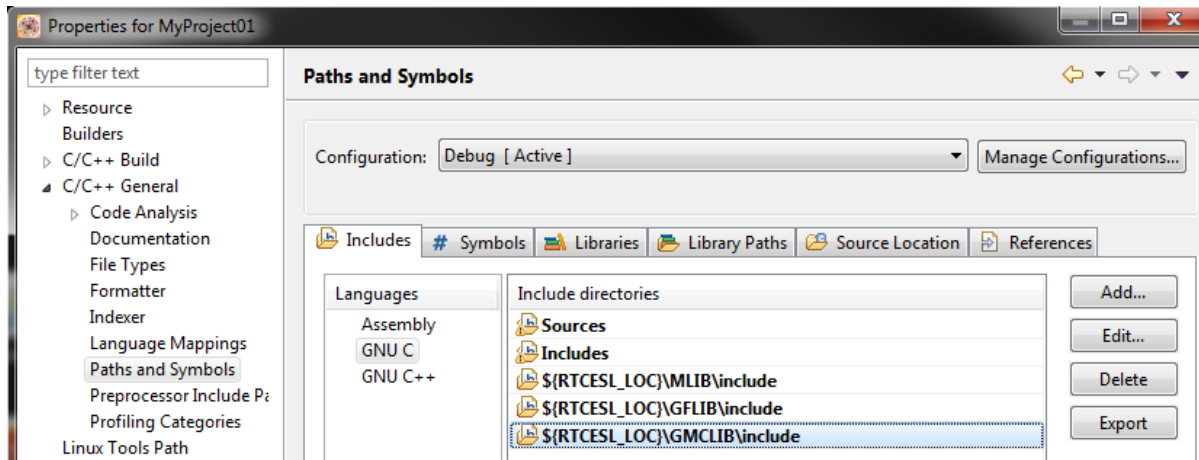 Properties for MyProject01
type filter text
Resource
Builders
C/C++ Build
C/C++ General
Code Analysis
Documentation
File Types
Formatter
Indexer
Language Mappings
Paths and Symbols
Preprocessor Include Pa
Profiling Categories
Linux Tools Path
Paths and Symbols
Configuration: Debug [ Active ] Manage Configurations...
Includes # Symbols Libraries Library Paths Source Location References
Languages
Assembly
GNU C
GNU C++
Include directories
Sources
Includes
${RTCESL_LOC}\MLIB\include
${RTCESL_LOC}\GFLIB\include
${RTCESL_LOC}\GMCLIB\include
Add...
Edit...
Delete
Export